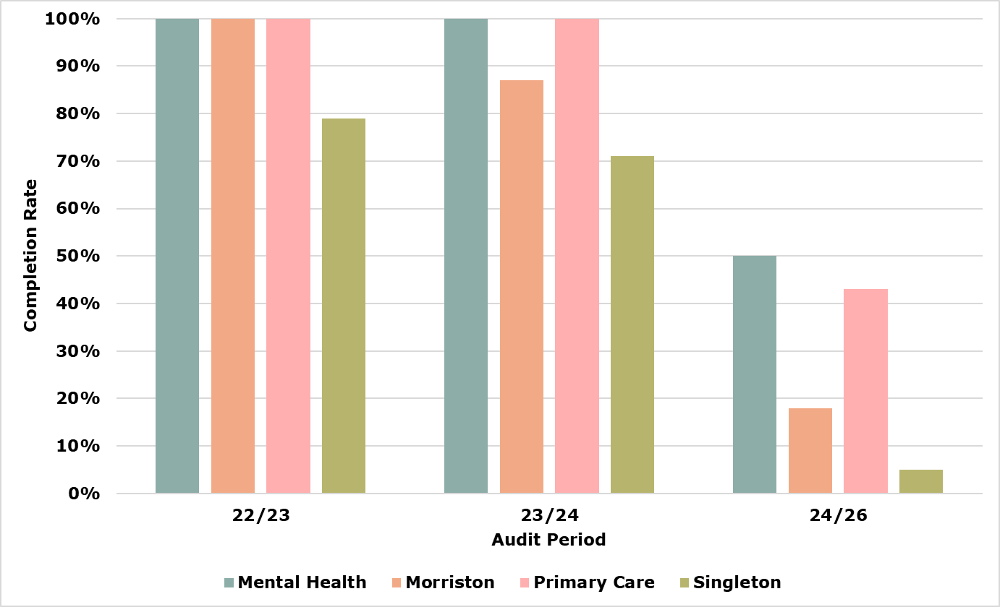 100%
90%
80%
70%
60%
50%
40%
30%
20%
10%
0%
Completion Rate
22/23 23/24 24/26
Audit Period
Mental Health Morriston Primary Care Singleton